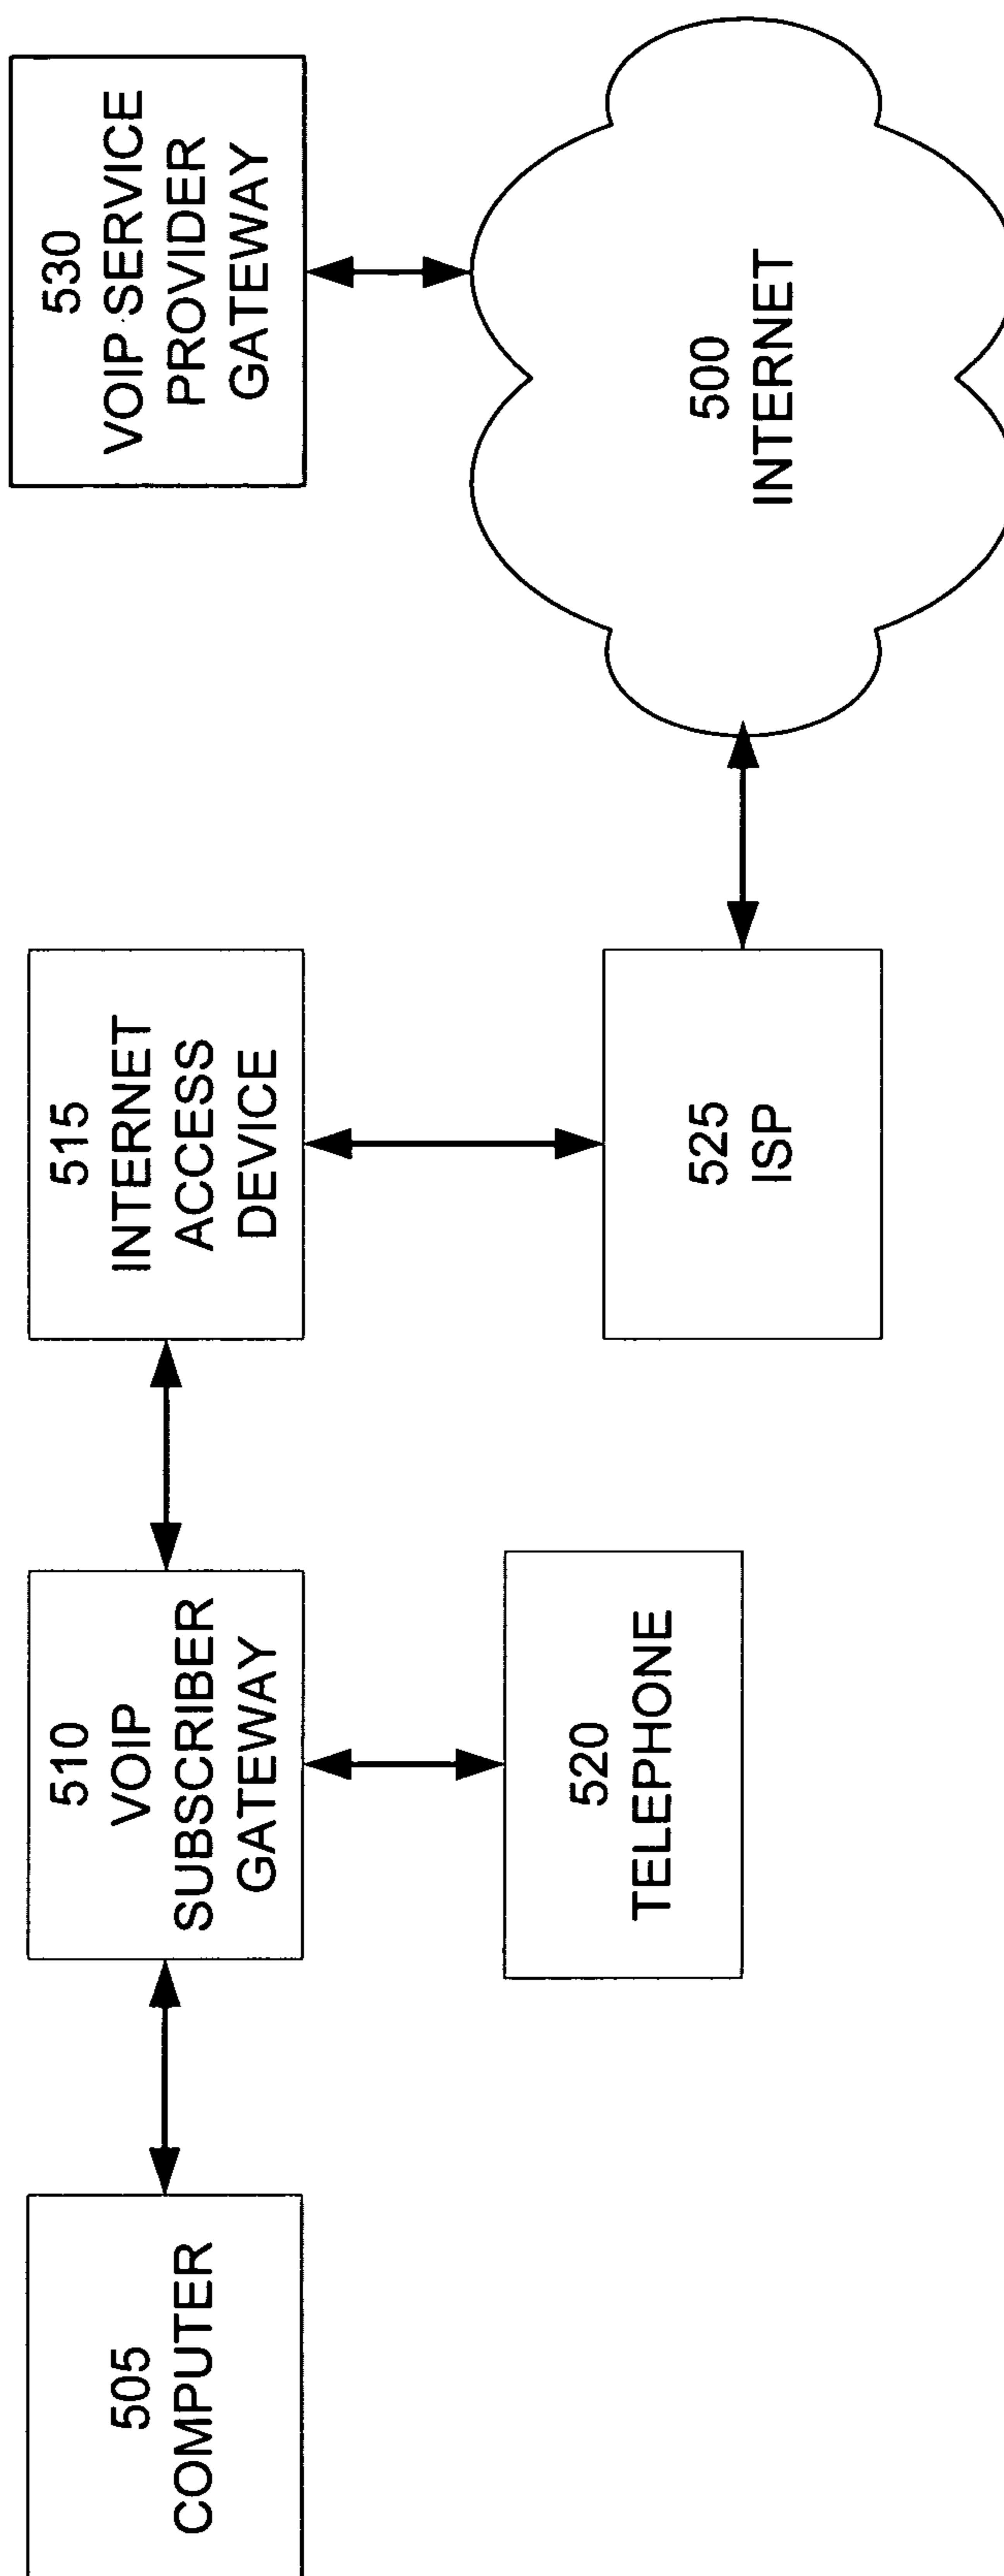 505
COMPUTER
510
VOIP
SUBSCRIBER
GATEWAY
515
INTERNET
ACCESS
DEVICE
530
VOIP SERVICE
PROVIDER
GATEWAY
520
TELEPHONE
525
ISP
500
INTERNET